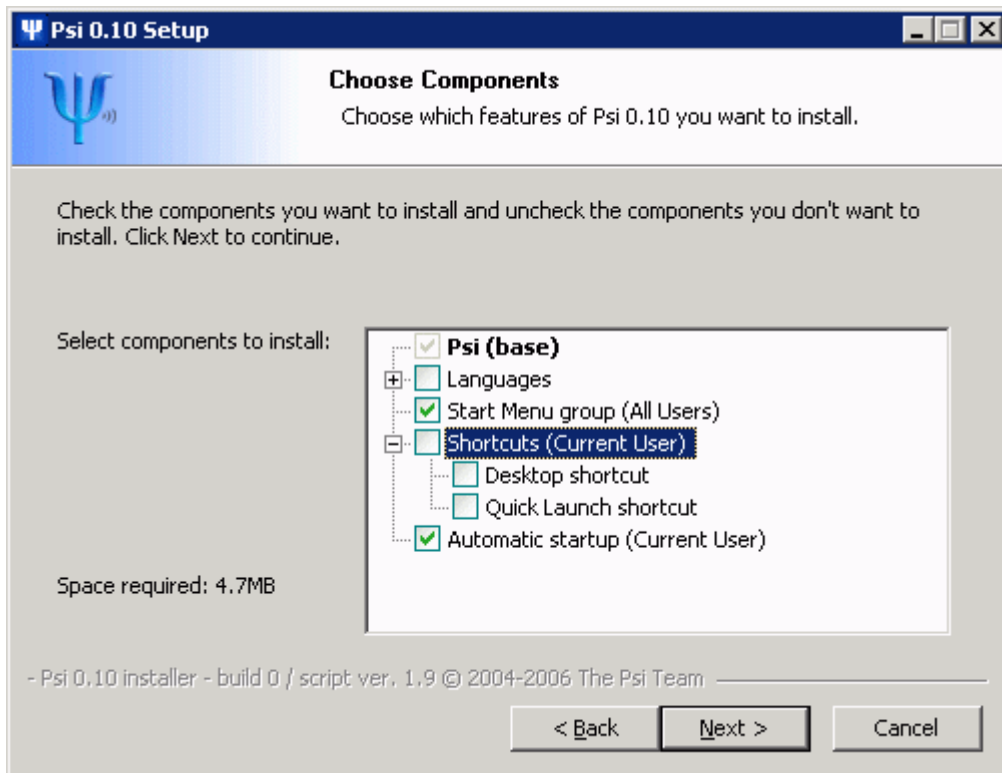 Psi 0.10 Setup
Choose Components
Choose which features of Psi 0.10 you want to install.
Check the components you want to install and uncheck the components you don't want to
install. Click Next to continue.
Select components to install:
Psi (base)
Languages
Start Menu group (All Users)
Shortcuts (Current User)
Desktop shortcut
Quick Launch shortcut
Automatic startup (Current User)
Space required: 4.7MB
- Psi 0.10 installer - build 0 / script ver. 1.9 © 2004-2006 The Psi Team
< Back
Next >
Cancel